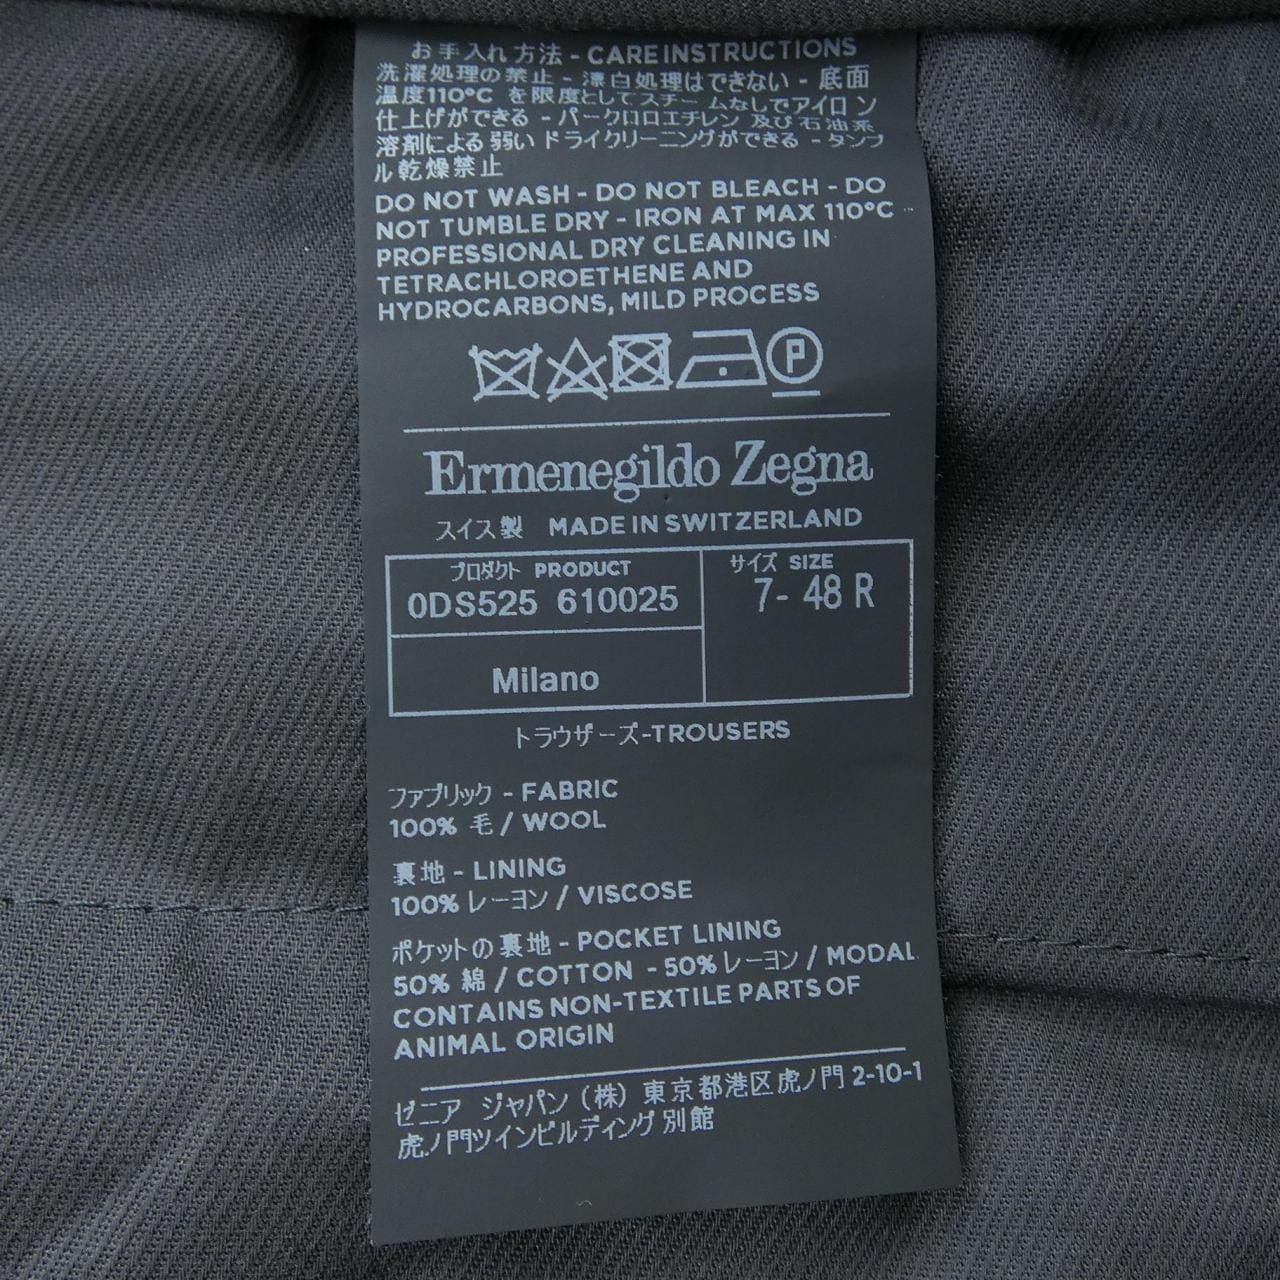 お手入れ方法 - CARE INSTRUCTIONS
洗濯処理の禁止 - 漂白処理はできない - 底面
温度110°C を限度としてスチームなしでアイロン
仕上げができる - パークロロエチレン 及び石油系
溶剤による弱い ドライクリーニングができる - タンブ
ル乾燥禁止
DO NOT WASH - DO NOT BLEACH - DO
NOT TUMBLE DRY - IRON AT MAX 110°C -
PROFESSIONAL DRY CLEANING IN
TETRACHLOROETHENE AND
HYDROCARBONS, MILD PROCESS
P
Ermenegildo Zegna
スイス製 MADE IN SWITZERLAND
プロダクト PRODUCT
0DS525 610025
サイズ SIZE
7- 48 R
Milano
トラウザーズ-TROUSERS
ファブリック - FABRIC
100% 毛 / WOOL
裏地 - LINING
100% レーヨン / VISCOSE
ポケットの裏地 - POCKET LINING
50% 綿 / COTTON - 50% レーヨン / MODAL
CONTAINS NON-TEXTILE PARTS OF
ANIMAL ORIGIN
ゼニア ジャパン (株) 東京都港区虎ノ門 2-10-1
虎ノ門ツインビルディング 別館